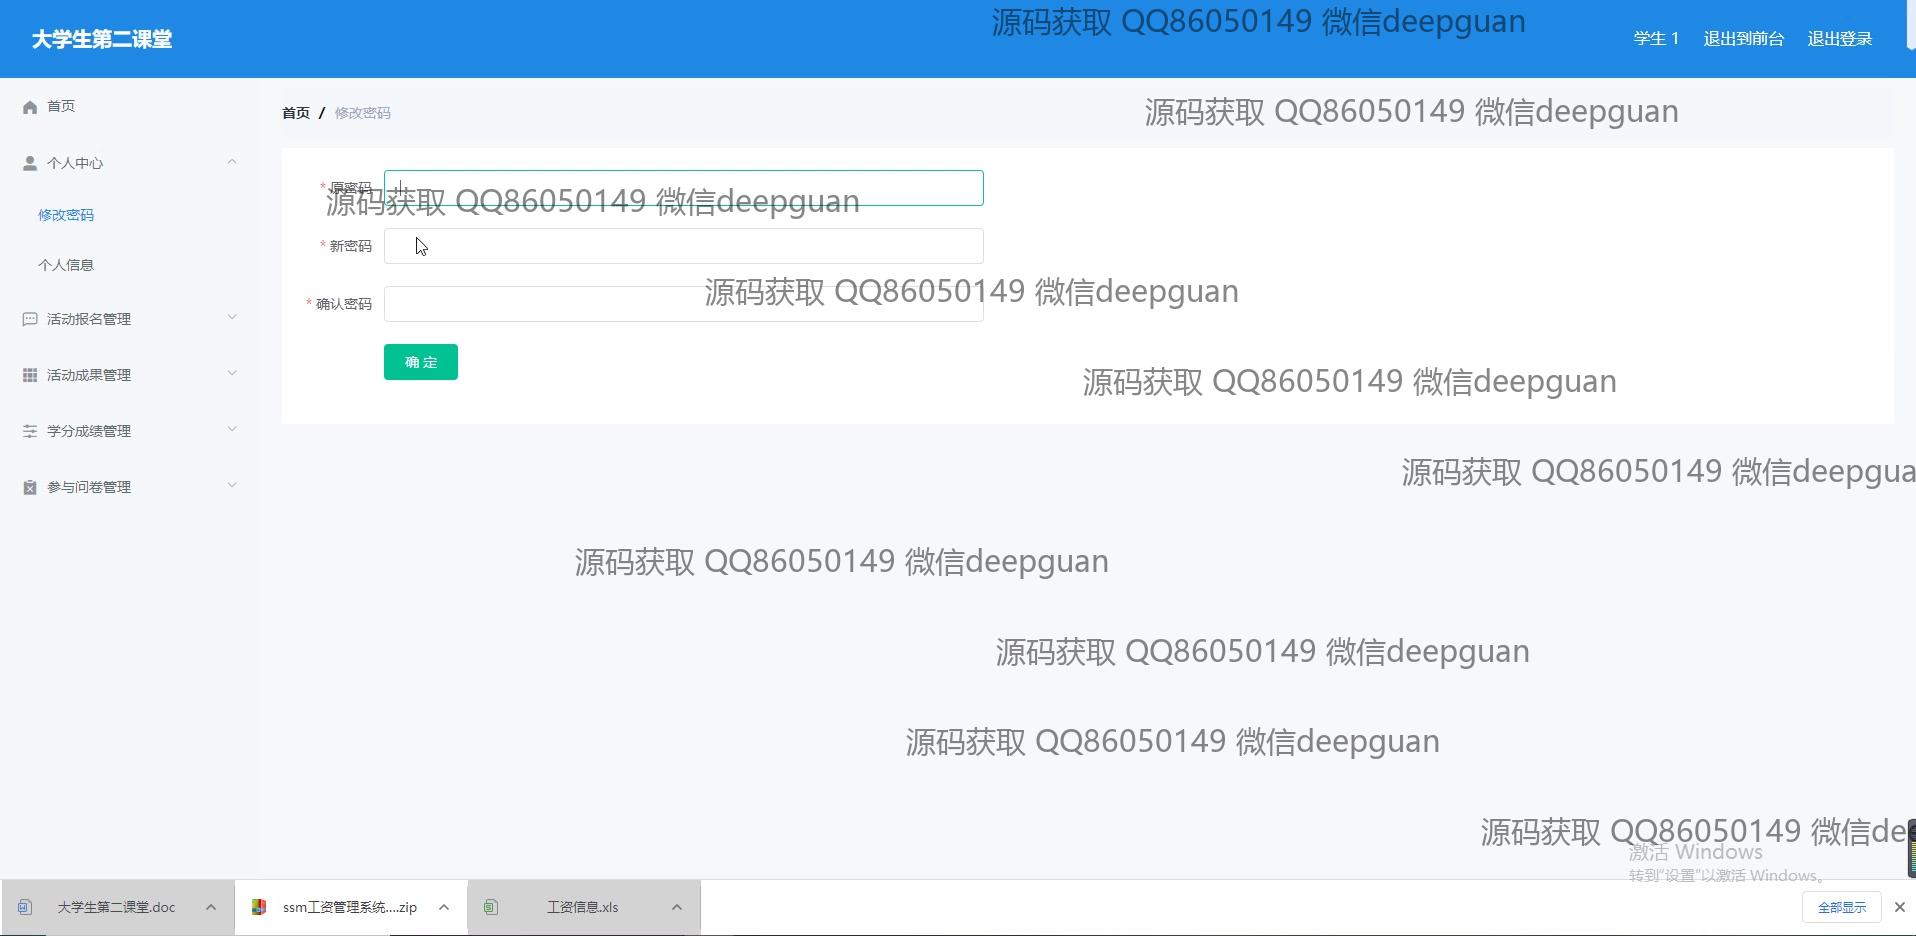 源码获取 QQ86050149 微信deepguan
大学生第二课堂
学生 1
退出到前台
退出登录
首页
首页 / 修改密码
源码获取 QQ86050149 微信deepguan
个人中心
* 原密码
源码获取 QQ86050149 微信deepguan
修改密码
* 新密码
个人信息
源码获取 QQ86050149 微信deepguan
* 确认密码
活动报名管理
确 定
活动成果管理
源码获取 QQ86050149 微信deepguan
学分成绩管理
源码获取 QQ86050149 微信deepgua
参与问卷管理
源码获取 QQ86050149 微信deepguan
源码获取 QQ86050149 微信deepguan
源码获取 QQ86050149 微信deepguan
源码获取 QQ86050149 微信de
激活 Windows
转到"设置"以激活 Windows。
大学生第二课堂.doc
ssm工资管理系统....zip
工资信息.xls
全部显示